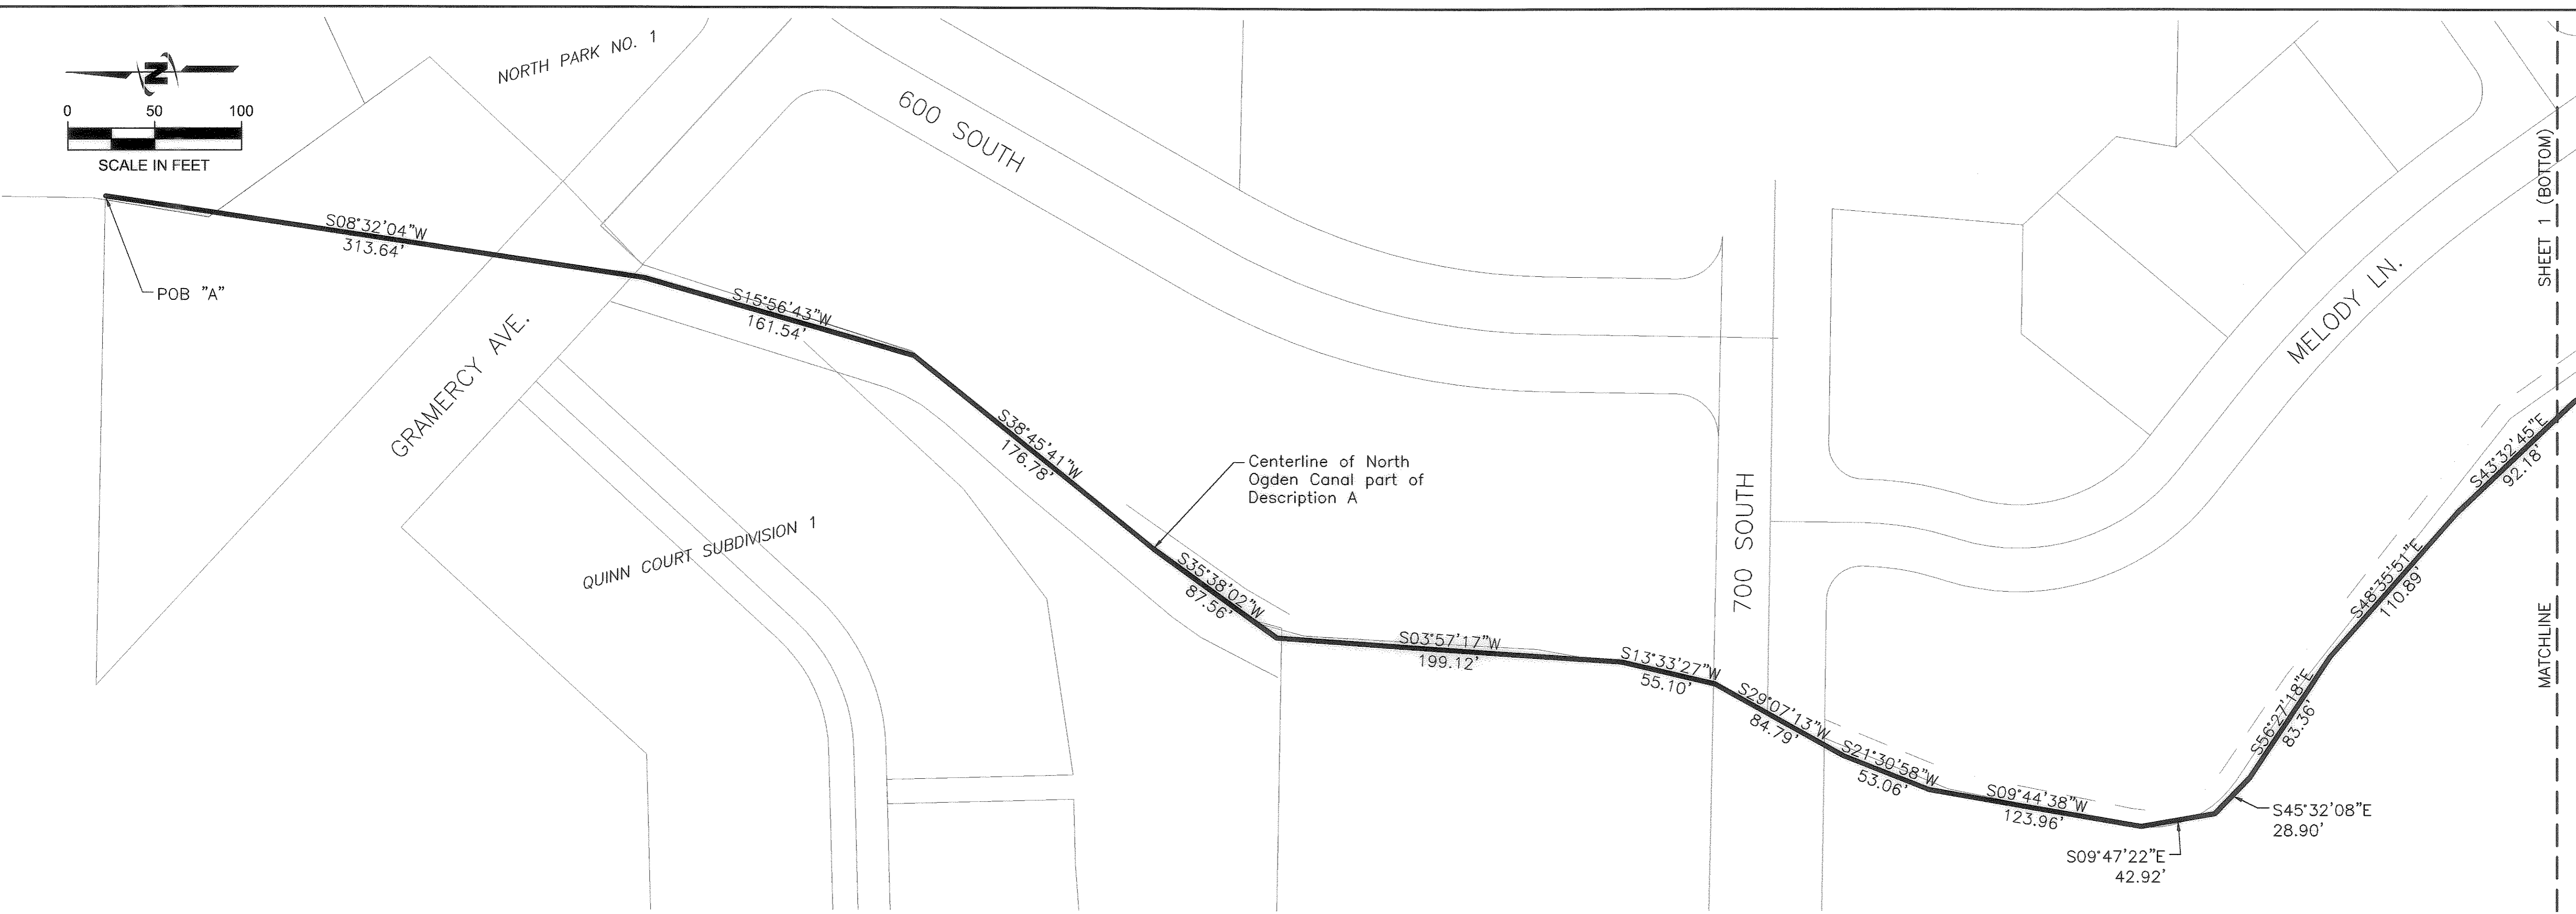 NORTH PARK NO. 1
N
0 50 100
SCALE IN FEET
600 SOUTH
S08°32'04"W
313.64'
POB "A"
S15°56'43"W
161.54'
GRAMERCY AVE.
S38°45'41"W
176.78'
Centerline of North
Ogden Canal part of
Description A
QUINN COURT SUBDIVISION 1
S35°38'02"W
87.56'
S03°57'17"W
199.12'
S13°33'27"W
55.10'
700 SOUTH
S29°07'13"W
84.79'
S21°30'58"W
53.06'
S09°44'38"W
123.96'
S09°47'22"E
42.92'
S45°32'08"E
28.90'
S56°27'18"E
83.36'
S48°35'51"E
110.89'
S43°32'45"E
92.18'
MELODY LN.
SHEET 1 (BOTTOM)
MATCHLINE